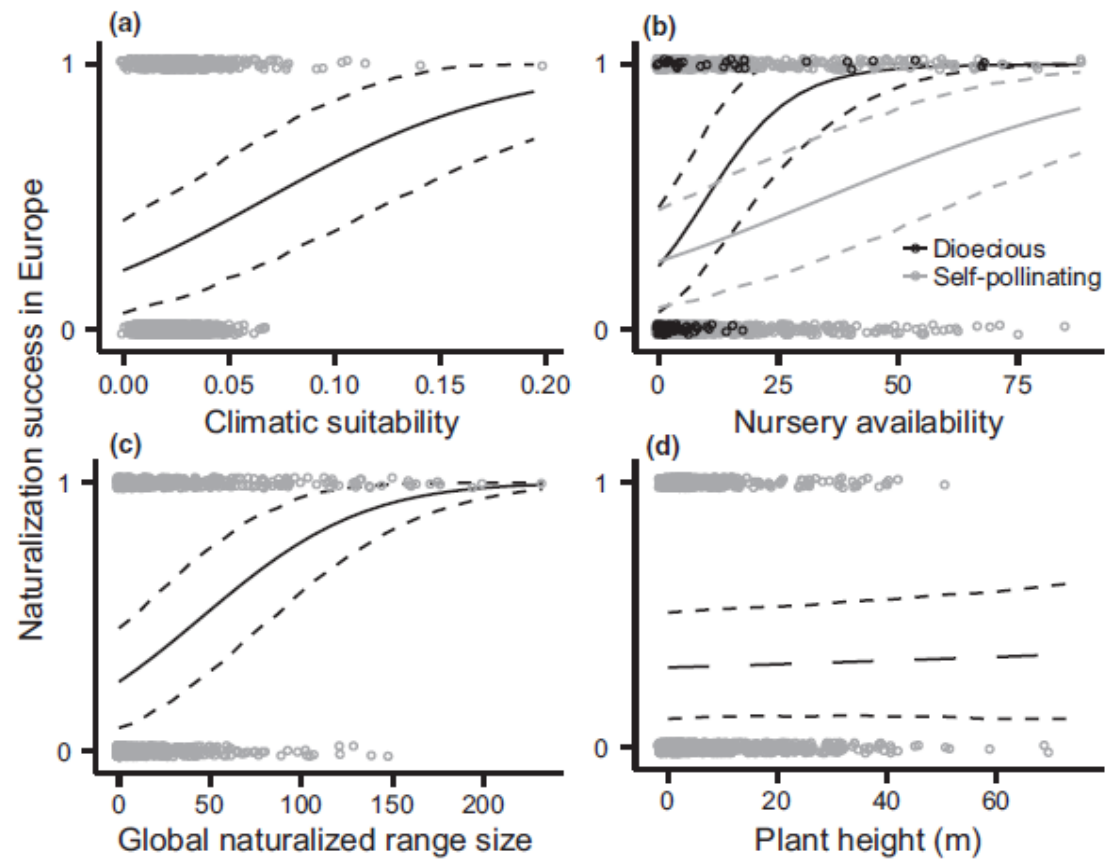 Naturalization success in Europe
(a)
1
0
0.00 0.05 0.10 0.15 0.20
Climatic suitability
(b)
1
0
Dioecious
Self-pollinating
0 25 50 75
Nursery availability
(c)
1
0
0 50 100 150 200
Global naturalized range size
(d)
1
0
0 20 40 60
Plant height (m)